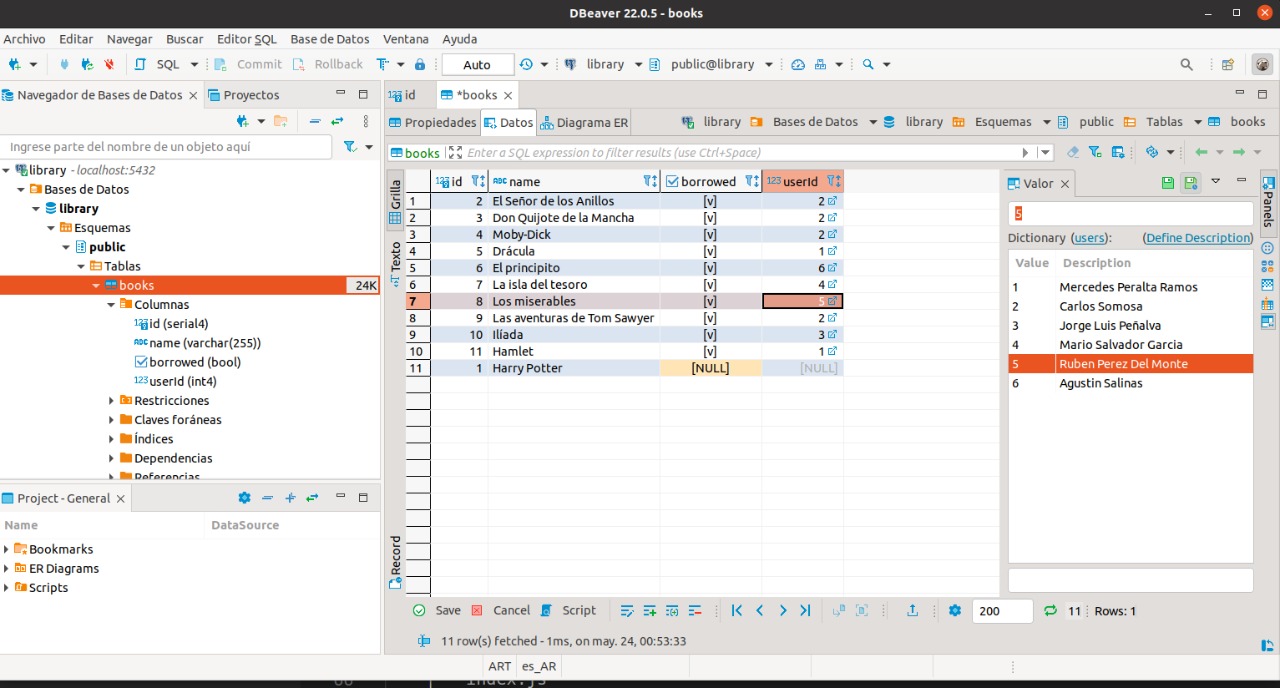 DBeaver 22.0.5 - books
Archivo Editar Navegar Buscar Editor SQL Base de Datos Ventana Ayuda
SQL Commit Rollback Auto library public@library
Navegador de Bases de Datos Proyectos
Ingrese parte del nombre de un objeto aquí
library - localhost:5432
Bases de Datos
library
Esquemas
public
Tablas
books 24K
Columnas
123 id (serial4)
ABC name (varchar(255))
borrowed (bool)
123 userId (int4)
Restricciones
Claves foráneas
Índices
Dependencias
Referencias
Project - General
Name DataSource
Bookmarks
ER Diagrams
Scripts
123 id *books
Propiedades Datos Diagrama ER library Bases de Datos library Esquemas public Tablas books
books Enter a SQL expression to filter results (use Ctrl+Space)
Grilla
Texto
Record
123 id ABC name borrowed 123 userId
1 2 El Señor de los Anillos [v] 2
2 3 Don Quijote de la Mancha [v] 2
3 4 Moby-Dick [v] 2
4 5 Drácula [v] 1
5 6 El principito [v] 6
6 7 La isla del tesoro [v] 4
7 8 Los miserables [v] 5
8 9 Las aventuras de Tom Sawyer [v] 2
9 10 Ilíada [v] 3
10 11 Hamlet [v] 1
11 1 Harry Potter [NULL] [NULL]
Valor
5
Dictionary (users): (Define Description)
Value Description
1 Mercedes Peralta Ramos
2 Carlos Somosa
3 Jorge Luis Peñalva
4 Mario Salvador Garcia
5 Ruben Perez Del Monte
6 Agustin Salinas
Panels
Save Cancel Script 200 11 Rows: 1
11 row(s) fetched - 1ms, on may. 24, 00:53:33
ART es_AR
index.js